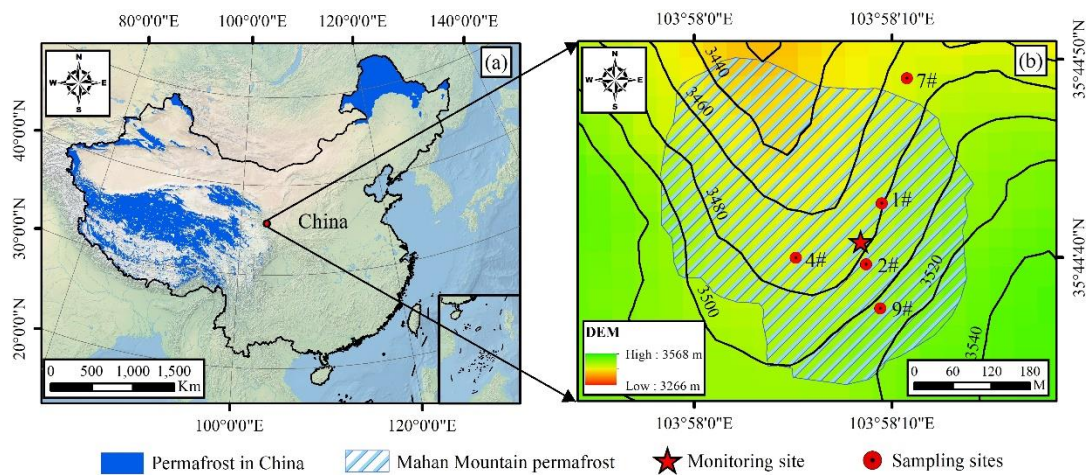 80°0'0"E 100°0'0"E 120°0'0"E
103°58'0"E 103°58'10"E
N
W E
S
(a)
N
W E
S
(b)
40°0'0"N
30°0'0"N
20°0'0"N
35°44'50"N
35°44'40"N
China
3440
3460
3480
3500
3520
3540
7#
1#
4#
2#
9#
0 500 1,000 1,500
Km
DEM
High : 3568 m
Low : 3266 m
0 60 120 180
M
100°0'0"E 120°0'0"E
103°58'0"E 103°58'10"E
Permafrost in China Mahan Mountain permafrost Monitoring site Sampling sites